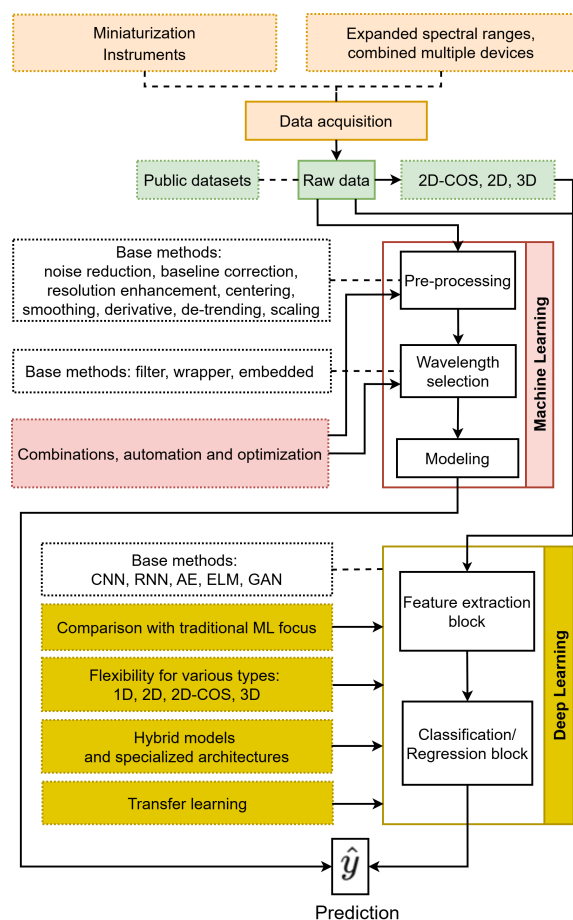 Miniaturization
Instruments
Expanded spectral ranges,
combined multiple devices
Data acquisition
Public datasets
Raw data
2D-COS, 2D, 3D
Base methods:
noise reduction, baseline correction,
resolution enhancement, centering,
smoothing, derivative, de-trending, scaling
Pre-processing
Base methods: filter, wrapper, embedded
Wavelength
selection
Combinations, automation and optimization
Modeling
Machine Learning
Base methods:
CNN, RNN, AE, ELM, GAN
Feature extraction
block
Comparison with traditional ML focus
Flexibility for various types:
1D, 2D, 2D-COS, 3D
Hybrid models
and specialized architectures
Classification/
Regression block
Transfer learning
Deep Learning
ŷ
Prediction